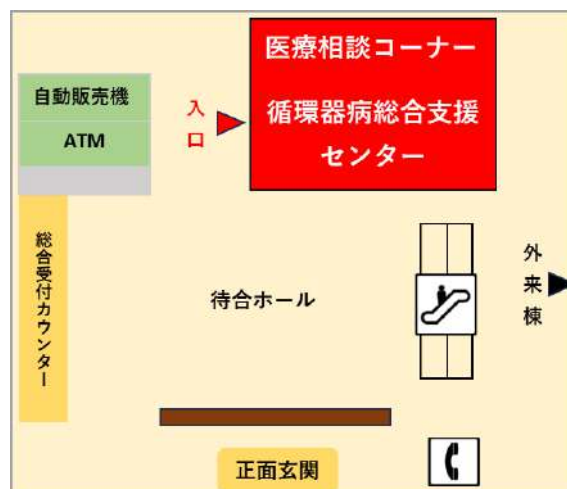 医療相談コーナー
循環器病総合支援
センター
入口
自動販売機
ATM
総合受付カウンター
待合ホール
外来棟
正面玄関